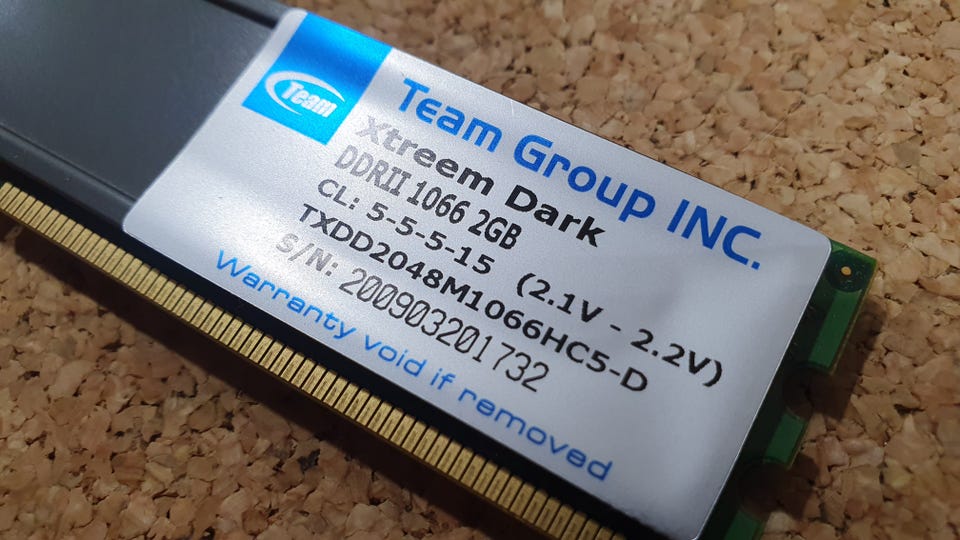 Team
Team Group INC.
Xtreem Dark
DDRII 1066 2GB
CL: 5-5-5-15 (2.1V - 2.2V)
TXDD2048M1066HC5-D
S/N: 200903201732
Warranty void if removed